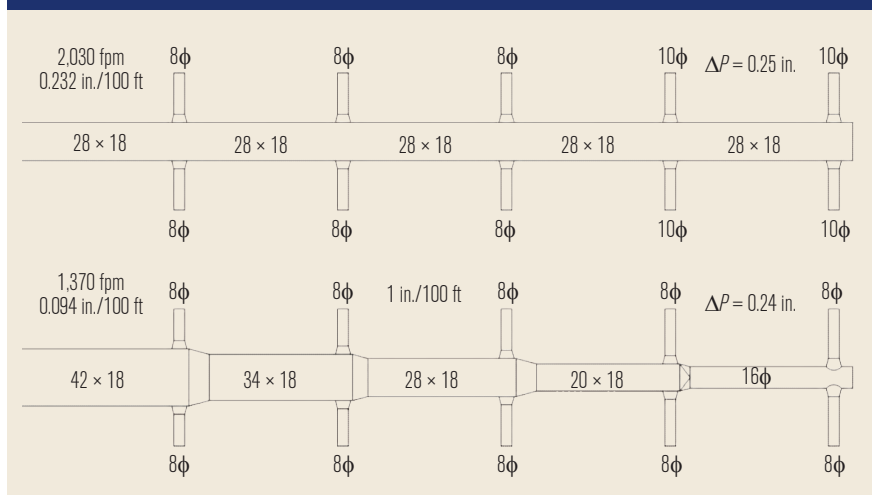 2,030 fpm
0.232 in./100 ft
8ϕ
8ϕ
8ϕ
10ϕ
ΔP = 0.25 in.
10ϕ
28 × 18
28 × 18
28 × 18
28 × 18
28 × 18
8ϕ
8ϕ
8ϕ
10ϕ
10ϕ
1,370 fpm
0.094 in./100 ft
8ϕ
8ϕ
1 in./100 ft
8ϕ
8ϕ
ΔP = 0.24 in.
8ϕ
42 × 18
34 × 18
28 × 18
20 × 18
16ϕ
8ϕ
8ϕ
8ϕ
8ϕ
8ϕ